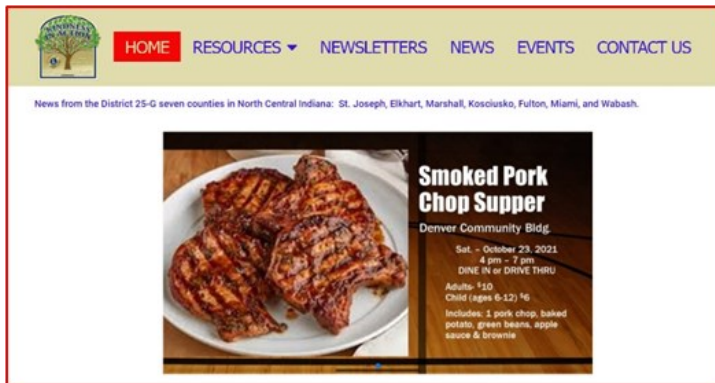 KINDNESS
IN ACTION
HOME RESOURCES NEWSLETTERS NEWS EVENTS CONTACT US
News from the District 25-G seven counties in North Central Indiana: St. Joseph, Elkhart, Marshall, Kosciusko, Fulton, Miami, and Wabash.
Smoked Pork
Chop Supper
Denver Community Bldg.
Sat. – October 23, 2021
4 pm – 7 pm
DINE IN or DRIVE THRU
Adults- $10
Child (ages 6-12) $6
Includes: 1 pork chop, baked
potato, green beans, apple
sauce & brownie